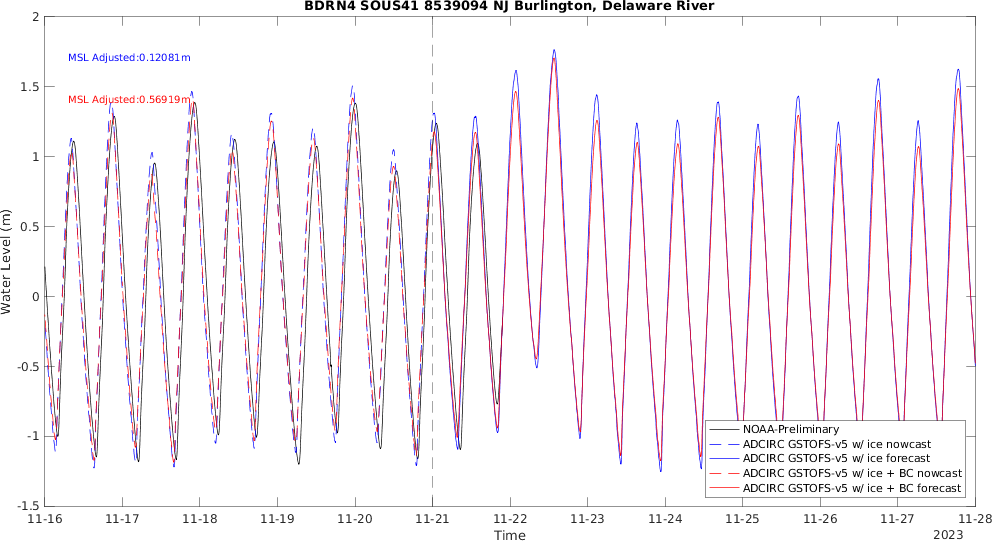 BDRN4 SOUS41 8539094 NJ Burlington, Delaware River
2
1.5
1
0.5
0
-0.5
-1
-1.5
Water Level (m)
MSL Adjusted:0.12081m
MSL Adjusted:0.56919m
NOAA-Preliminary
ADCIRC GSTOFS-v5 w/ ice nowcast
ADCIRC GSTOFS-v5 w/ ice forecast
ADCIRC GSTOFS-v5 w/ ice + BC nowcast
ADCIRC GSTOFS-v5 w/ ice + BC forecast
11-16 11-17 11-18 11-19 11-20 11-21 11-22 11-23 11-24 11-25 11-26 11-27 11-28
Time
2023